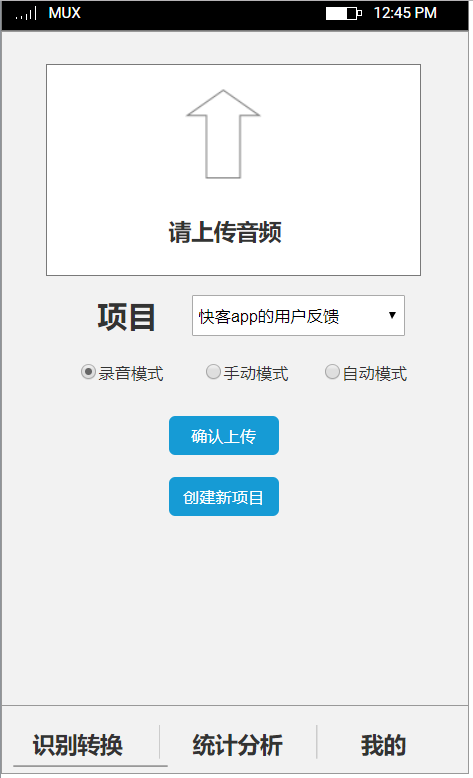 MUX 12:45 PM
请上传音频
项目 快客app的用户反馈
录音模式 手动模式 自动模式
确认上传
创建新项目
识别转换 统计分析 我的